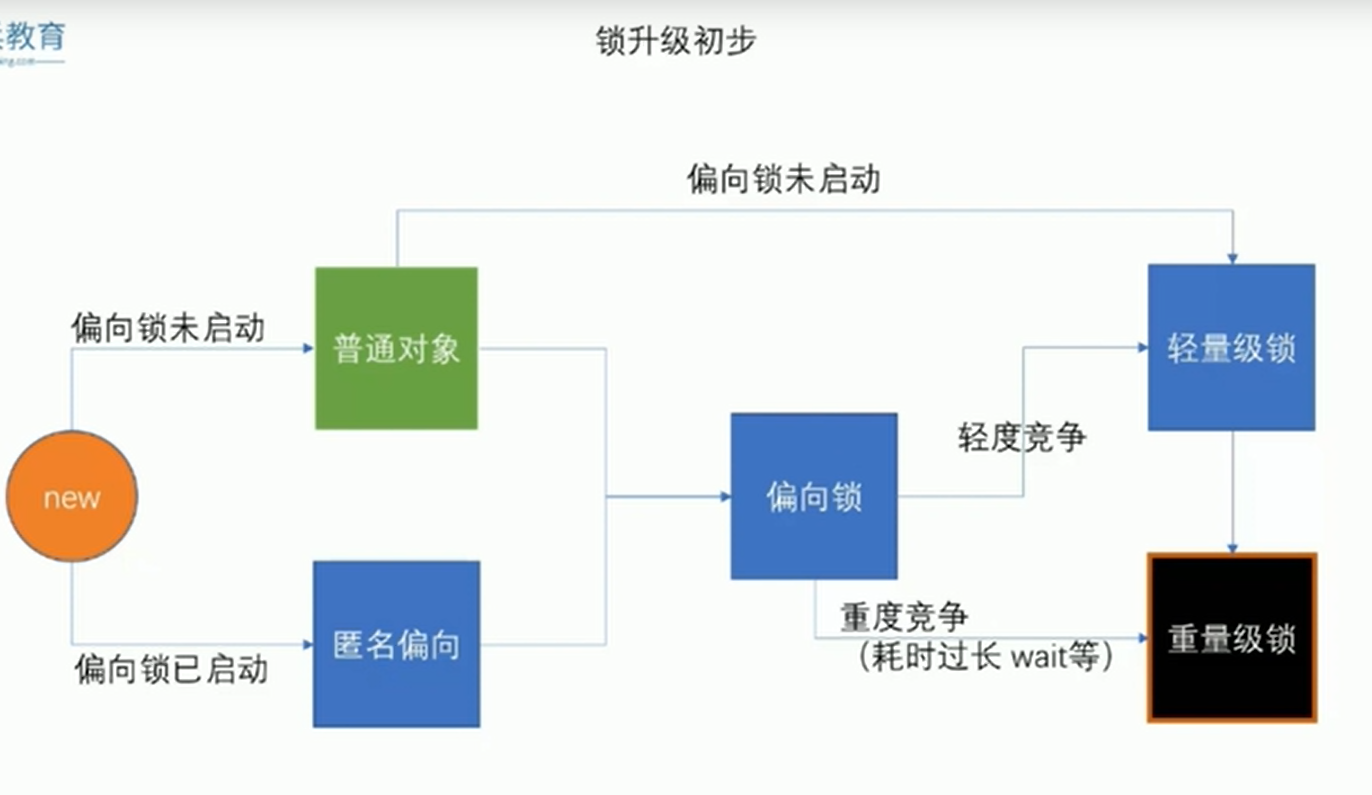 教育
锁升级初步
偏向锁未启动
偏向锁未启动
普通对象
轻量级锁
轻度竞争
new
偏向锁
重度竞争
（耗时过长 wait等）
匿名偏向
重量级锁
偏向锁已启动